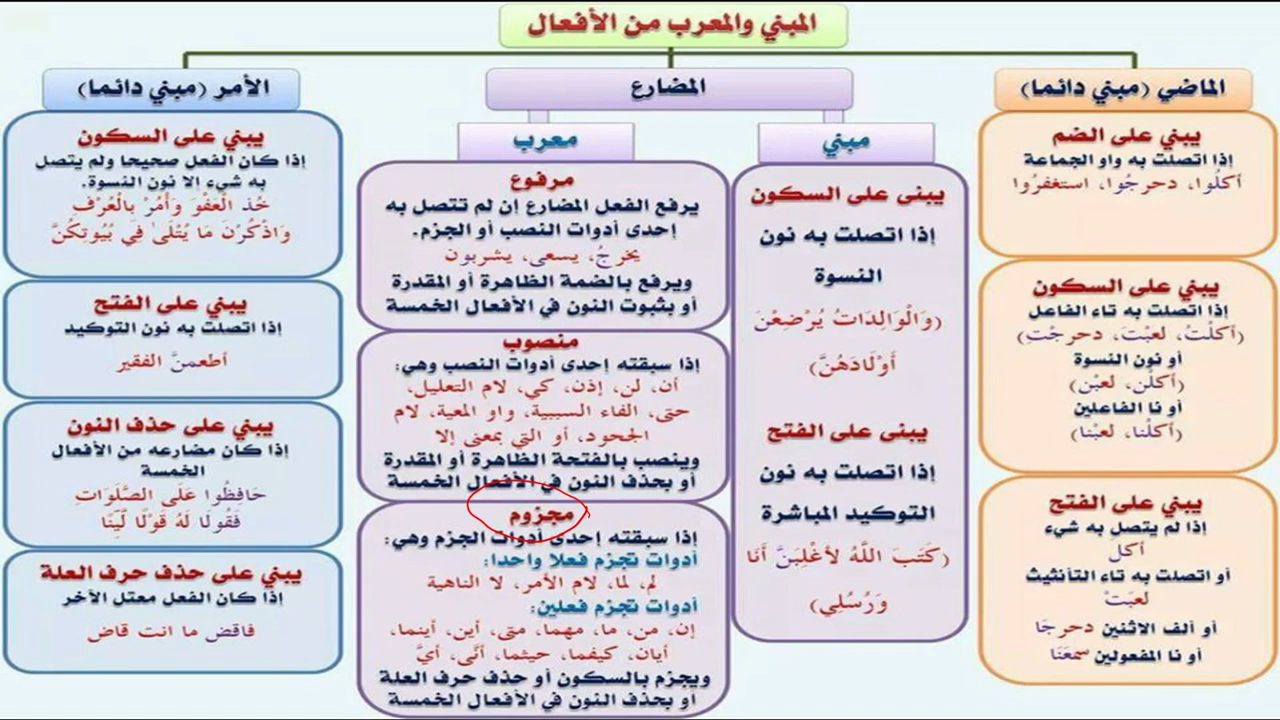 المبني والمعرب من الأفعال
الماضي (مبني دائما)
يبني على الضم
إذا اتصلت به واو الجماعة
أكلُوا، دحرجُوا، استغفرُوا
يبني على السكون
إذا اتصلت به تاء الفاعل
(أكلْتُ، لعبْتَ، دحرجْتِ)
أو نون النسوة
(أكلْن، لعبْن)
أو نا الفاعلين
(أكلْنا، لعبْنا)
يبني على الفتح
إذا لم يتصل به شيء
أكل
أو اتصلت به تاء التأنثيث
لعبَتْ
أو ألف الاثنين دحرجَا
أو نا المفعولين سمعَنَا
المضارع
مبني
يبنى على السكون
إذا اتصلت به نون
النسوة
(وَالْوَالِدَاتُ يُرْضِعْنَ
أَوْلَادَهُنَّ)
يبنى على الفتح
إذا اتصلت به نون
التوكيد المباشرة
(كَتَبَ اللَّهُ لَأَغْلِبَنَّ أَنَا
وَرُسُلِي)
معرب
مرفوع
يرفع الفعل المضارع إن لم تتصل به
إحدى أدوات النصب أو الجزم.
يخرجُ، يسعى، يشربون
ويرفع بالضمة الظاهرة أو المقدرة
أو بثبوت النون في الأفعال الخمسة
منصوب
إذا سبقته إحدى أدوات النصب وهي:
أن، لن، إذن، كي، لام التعليل،
حتى، الفاء السببية، واو المعية، لام
الجحود، أو التي بمعنى إلا
وينصب بالفتحة الظاهرة أو المقدرة
أو بحذف النون في الأفعال الخمسة
مجزوم
إذا سبقته إحدى أدوات الجزم وهي:
أدوات تجزم فعلا واحدا:
لم، لما، لام الأمر، لا الناهية
أدوات تجزم فعلين:
إن، من، ما، مهما، متى، أين، أينما،
أيان، كيفما، حيثما، أنَّى، أيَّ
ويجزم بالسكون أو حذف حرف العلة
أو بحذف النون في الأفعال الخمسة
الأمر (مبني دائما)
يبني على السكون
إذا كان الفعل صحيحا ولم يتصل
به شيء الا نون النسوة.
خُذِ الْعَفْوَ وَأْمُرْ بِالْعُرْفِ
وَاذْكُرْنَ مَا يُتْلَىٰ فِي بُيُوتِكُنَّ
يبني على الفتح
إذا اتصلت به نون التوكيد
أطعمنَّ الفقير
يبني على حذف النون
إذا كان مضارعه من الأفعال
الخمسة
حَافِظُوا عَلَى الصَّلَوَاتِ
فَقُولَا لَهُ قَوْلًا لَّيِّنَا
يبني على حذف حرف العلة
إذا كان الفعل معتل الآخر
فاقض ما انت قاض